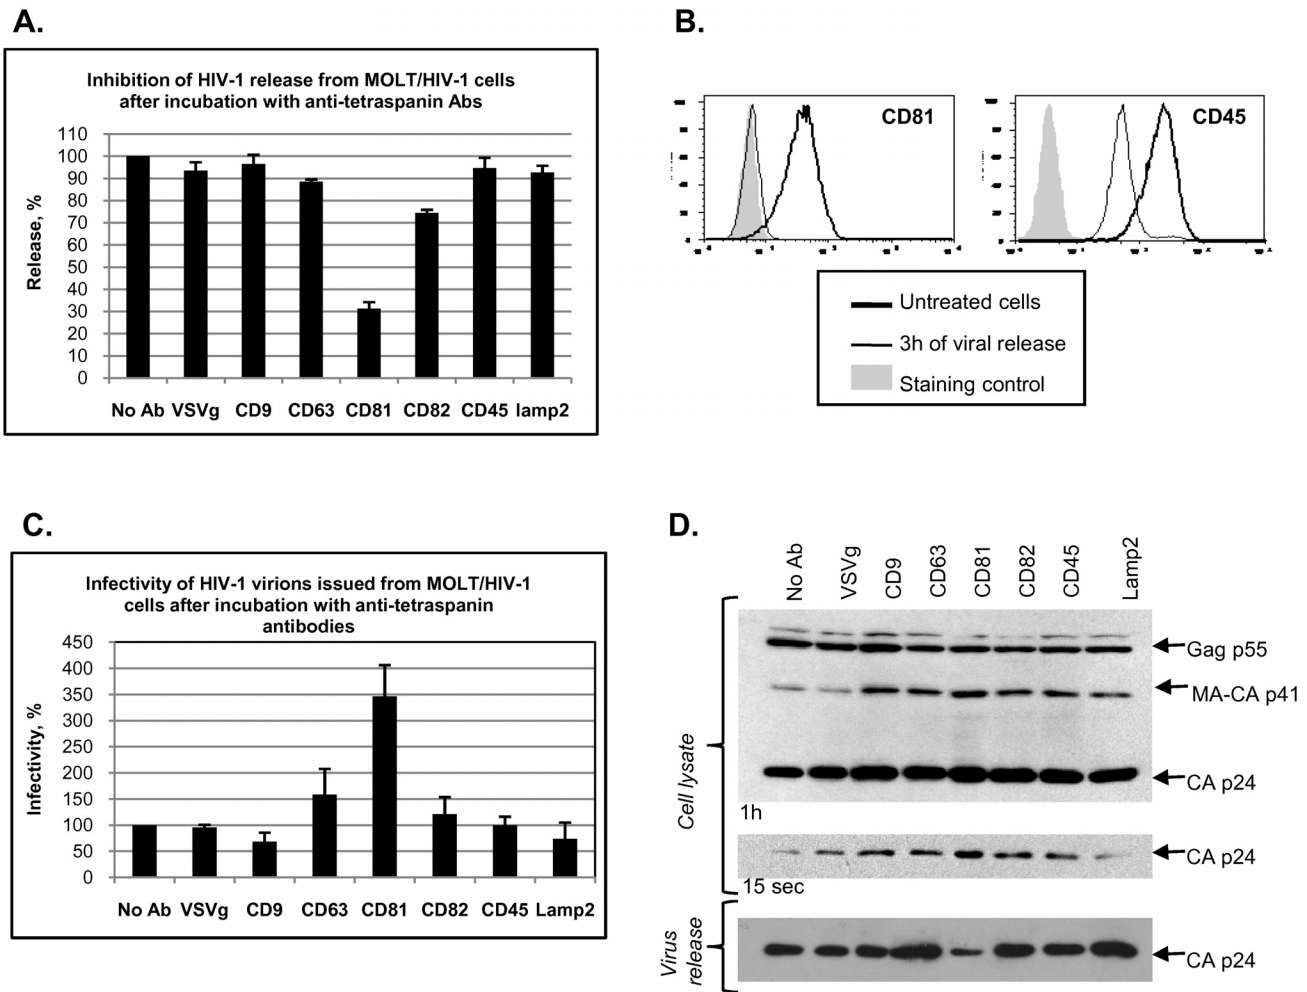 A.
Inhibition of HIV-1 release from MOLT/HIV-1 cells
after incubation with anti-tetraspanin Abs
110
100
90
80
70
60
50
40
30
20
10
0
Release, %
No Ab VSVg CD9 CD63 CD81 CD82 CD45 lamp2
B.
CD81
CD45
Untreated cells
3h of viral release
Staining control
C.
Infectivity of HIV-1 virions issued from MOLT/HIV-1
cells after incubation with anti-tetraspanin
antibodies
450
400
350
300
250
200
150
100
50
0
Infectivity, %
No Ab VSVg CD9 CD63 CD81 CD82 CD45 Lamp2
D.
No Ab
VSVg
CD9
CD63
CD81
CD82
CD45
Lamp2
Gag p55
MA-CA p41
CA p24
Cell lysate
1h
CA p24
15 sec
Virus
release
CA p24